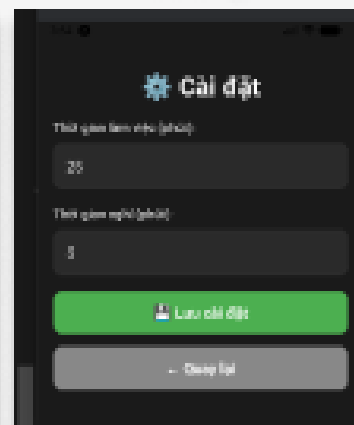 Cài đặt
Thời gian làm việc (phút)
25
Thời gian nghỉ (phút)
5
Lưu cài đặt
← Quay lại